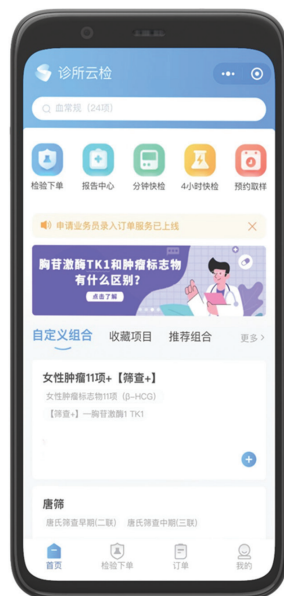 诊所云检
血常规（24项）
检验下单 报告中心 分钟快检 4小时快检 预约取样
申请业务员录入订单服务已上线
胸苷激酶TK1和肿瘤标志物
有什么区别?
点击了解
自定义组合 收藏项目 推荐组合 更多
女性肿瘤11项+【筛查+】
女性肿瘤标志物11项（β-HCG）
【筛查+】—胸苷激酶1 TK1
唐筛
唐氏筛查早期(二联) 唐氏筛查中期(三联)
首页 检验下单 订单 我的